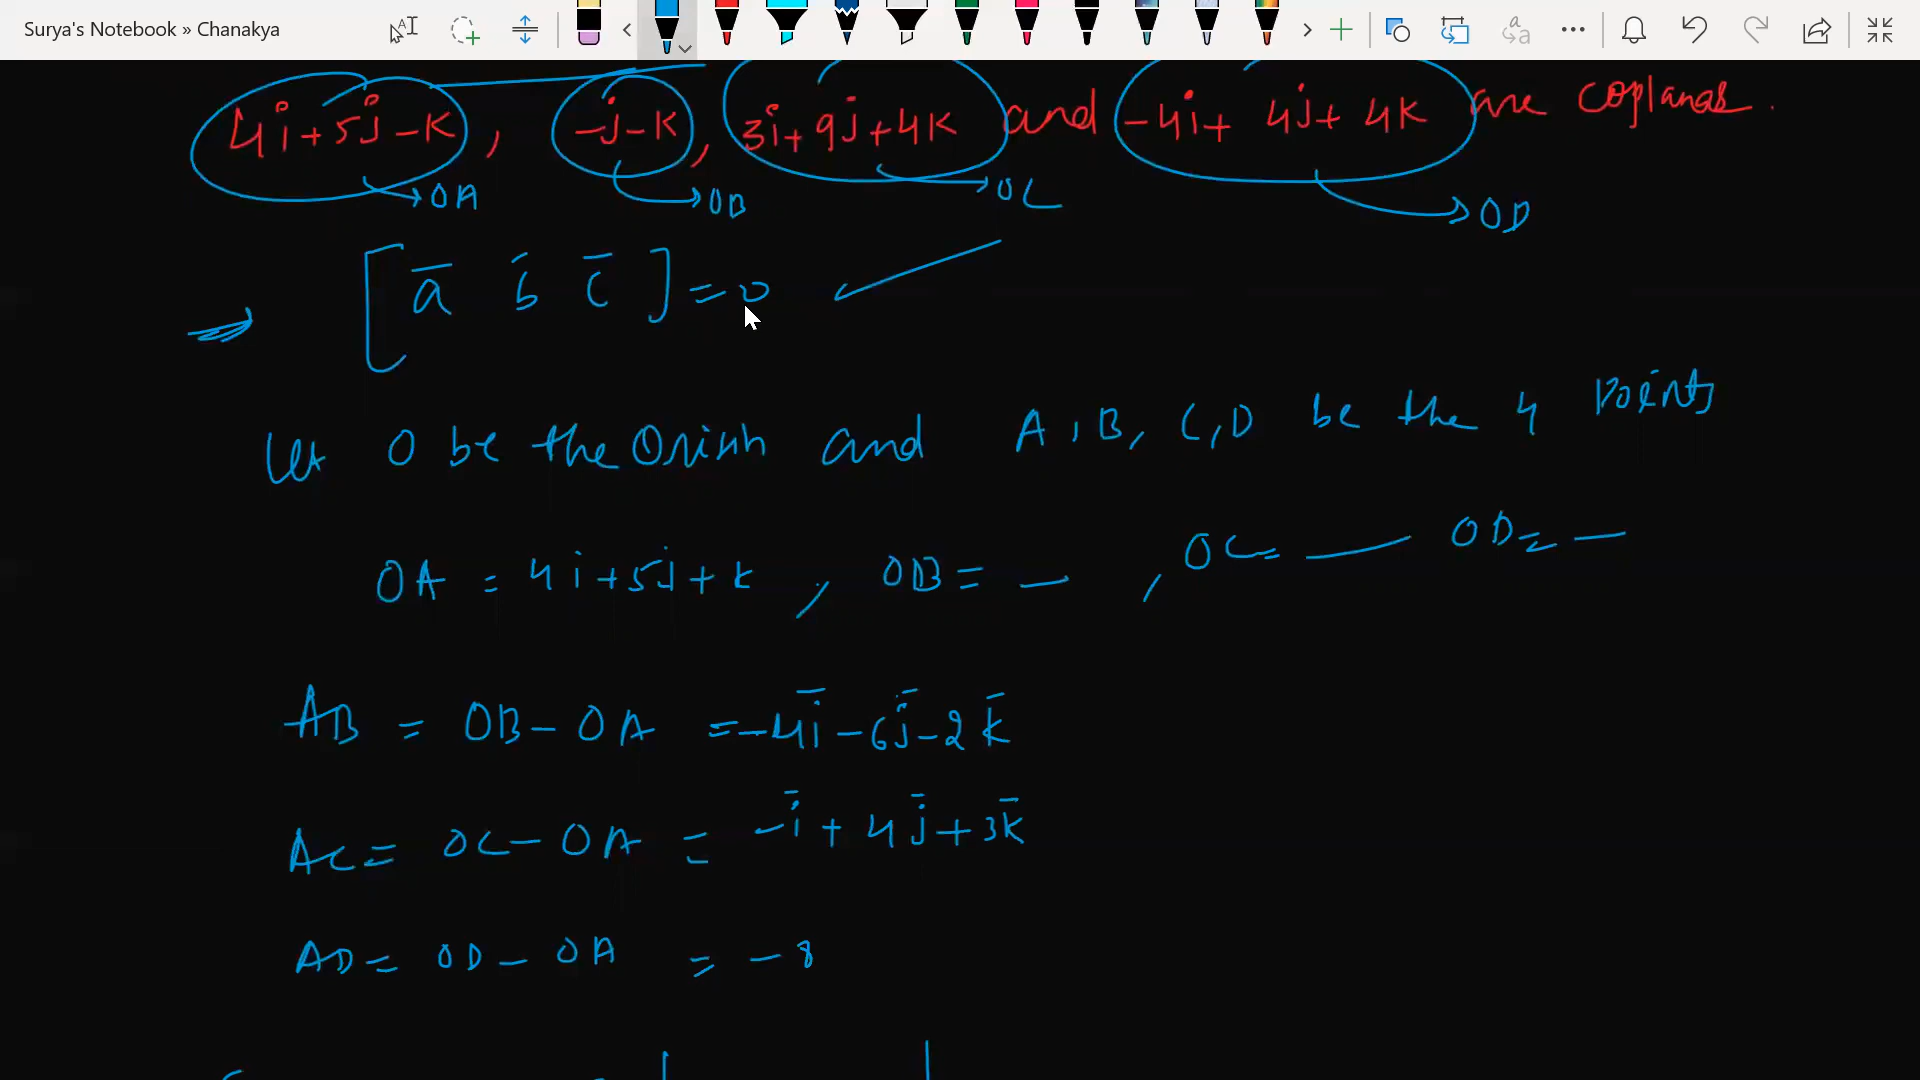 Surya's Notebook » Chanakya
4i+5j-K, -j-K, 3i+9j+4K and -4i+ 4j+ 4K are coplanar.
→OA →OB →OC →OD
⇒ [ā b̄ c̄]=0
let O be the and A, B, C, D be the 4 Points
OA = 4i+5j+k , OB = — , OC= — OD= —
AB = OB- OA = -4ī-6j̄-2k̄
AC= OC- OA = -ī+ 4j̄+3k̄
AD= OD- OA = -8